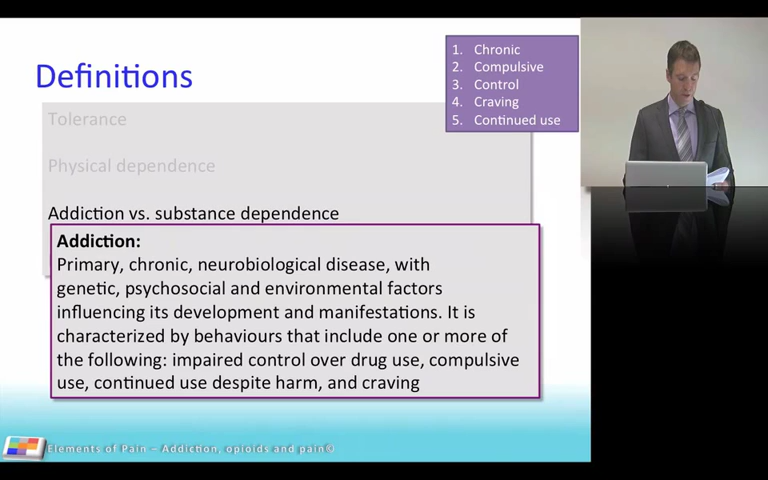 Definitions
1. Chronic
2. Compulsive
3. Control
4. Craving
5. Continued use
Tolerance
Physical dependence
Addiction vs. substance dependence
Addiction:
Primary, chronic, neurobiological disease, with
genetic, psychosocial and environmental factors
influencing its development and manifestations. It is
characterized by behaviours that include one or more of
the following: impaired control over drug use, compulsive
use, continued use despite harm, and craving
Elements of Pain – Addiction, opioids and pain©